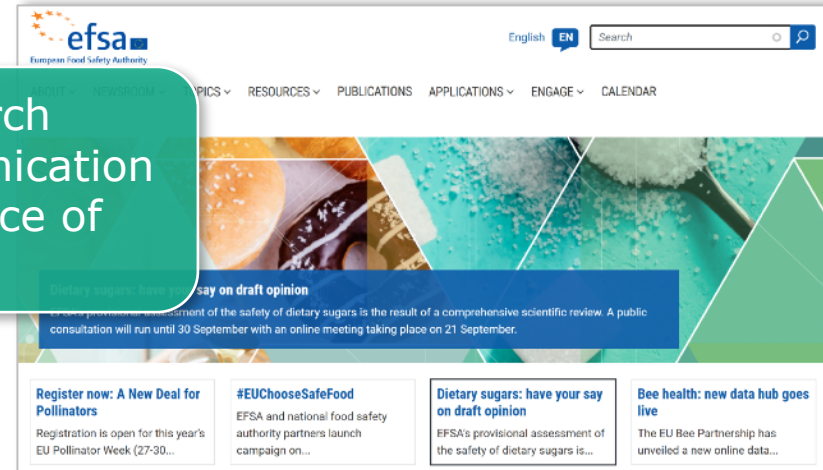 efsa
European Food Safety Authority
English EN Search
TOPICS RESOURCES PUBLICATIONS APPLICATIONS ENGAGE CALENDAR
rch
nication
ce of
Dietary sugars: have your say on draft opinion
EFSA's provisional assessment of the safety of dietary sugars is the result of a comprehensive scientific review. A public
consultation will run until 30 September with an online meeting taking place on 21 September.
Register now: A New Deal for
Pollinators
Registration is open for this year's
EU Pollinator Week (27-30...
#EUChooseSafeFood
EFSA and national food safety
authority partners launch
campaign on...
Dietary sugars: have your say
on draft opinion
EFSA's provisional assessment of
the safety of dietary sugars is...
Bee health: new data hub goes
live
The EU Bee Partnership has
unveiled a new online data...